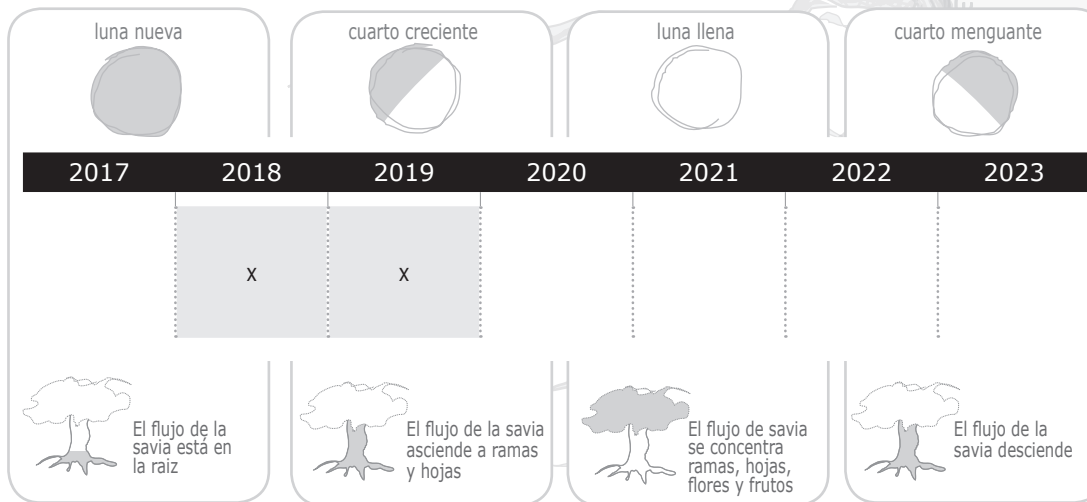 luna nueva
cuarto creciente
luna llena
cuarto menguante
2017 2018 2019 2020 2021 2022 2023
x x
El flujo de la
savia está en
la raiz
El flujo de la savia
asciende a ramas
y hojas
El flujo de savia
se concentra
ramas, hojas,
flores y frutos
El flujo de la
savia desciende